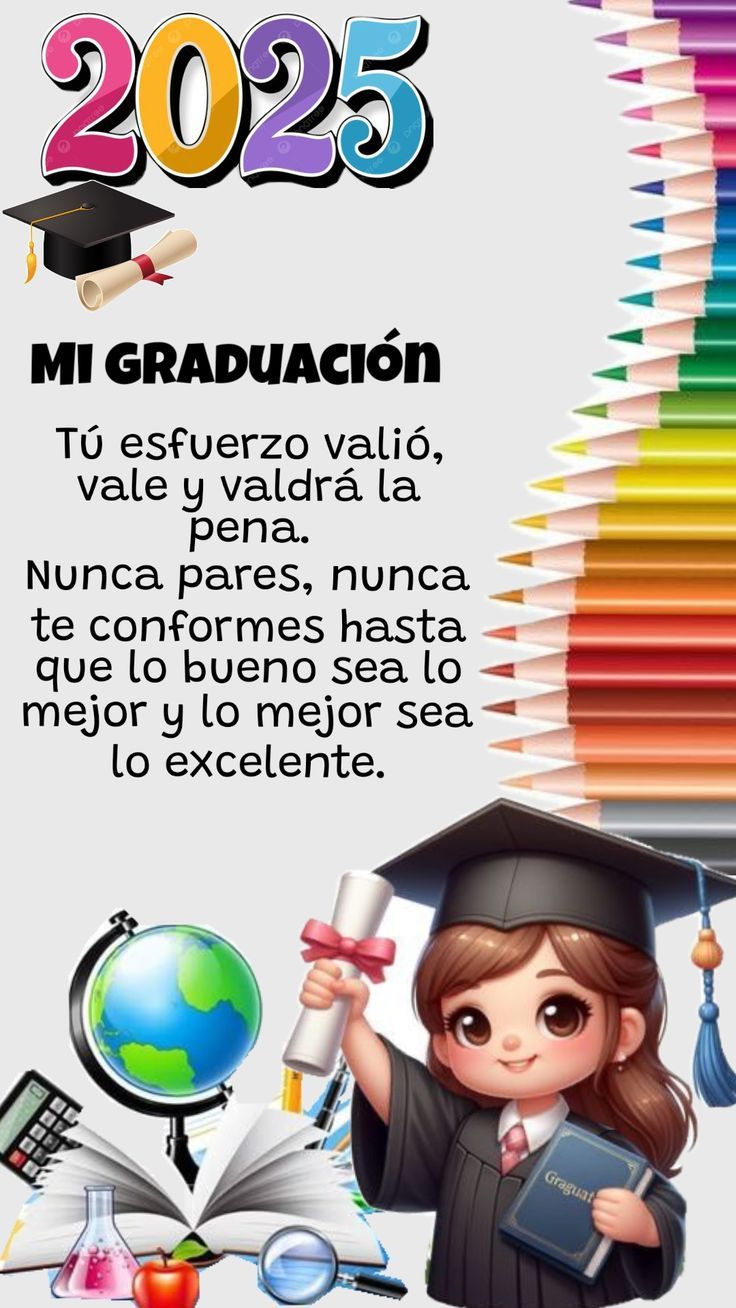 2025
MI GRADUACIÓN
Tú esfuerzo valió,
vale y valdrá la
pena.
Nunca pares, nunca
te conformes hasta
que lo bueno sea lo
mejor y lo mejor sea
lo excelente.
Graguat